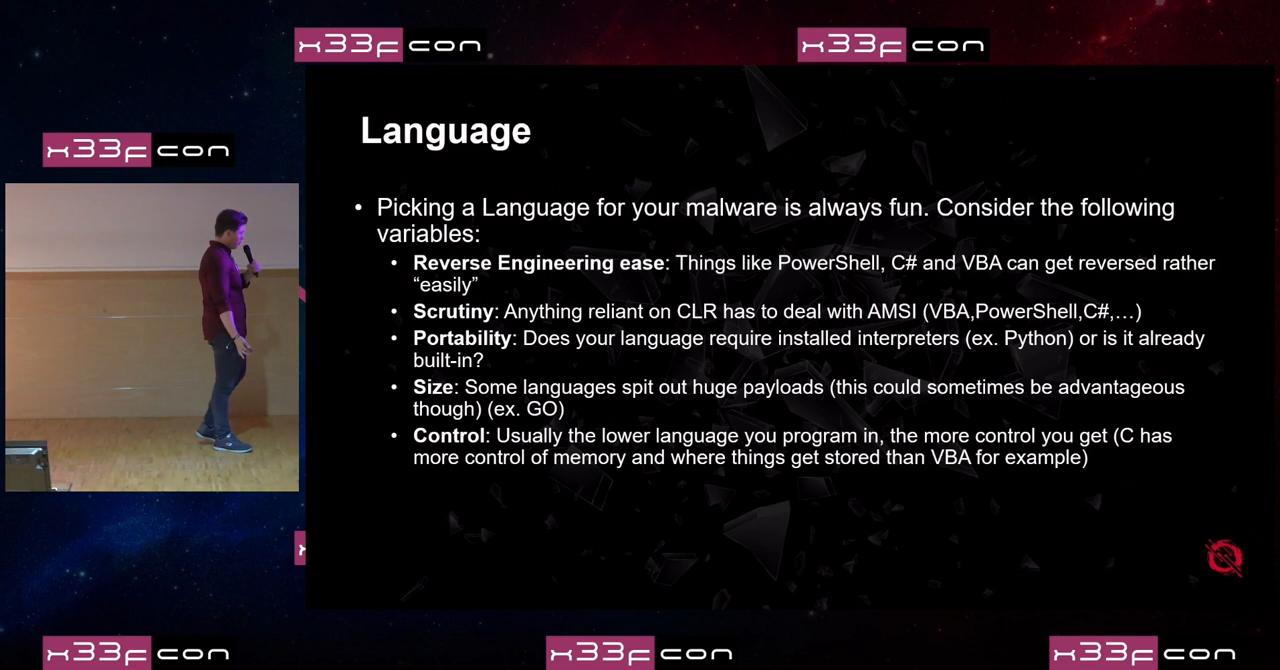 x33fcon
x33fcon
x33fcon
Language
• Picking a Language for your malware is always fun. Consider the following
variables:
• Reverse Engineering ease: Things like PowerShell, C# and VBA can get reversed rather
“easily”
• Scrutiny: Anything reliant on CLR has to deal with AMSI (VBA,PowerShell,C#,…)
• Portability: Does your language require installed interpreters (ex. Python) or is it already
built-in?
• Size: Some languages spit out huge payloads (this could sometimes be advantageous
though) (ex. GO)
• Control: Usually the lower language you program in, the more control you get (C has
more control of memory and where things get stored than VBA for example)
x33fcon
x33fcon
x33fcon